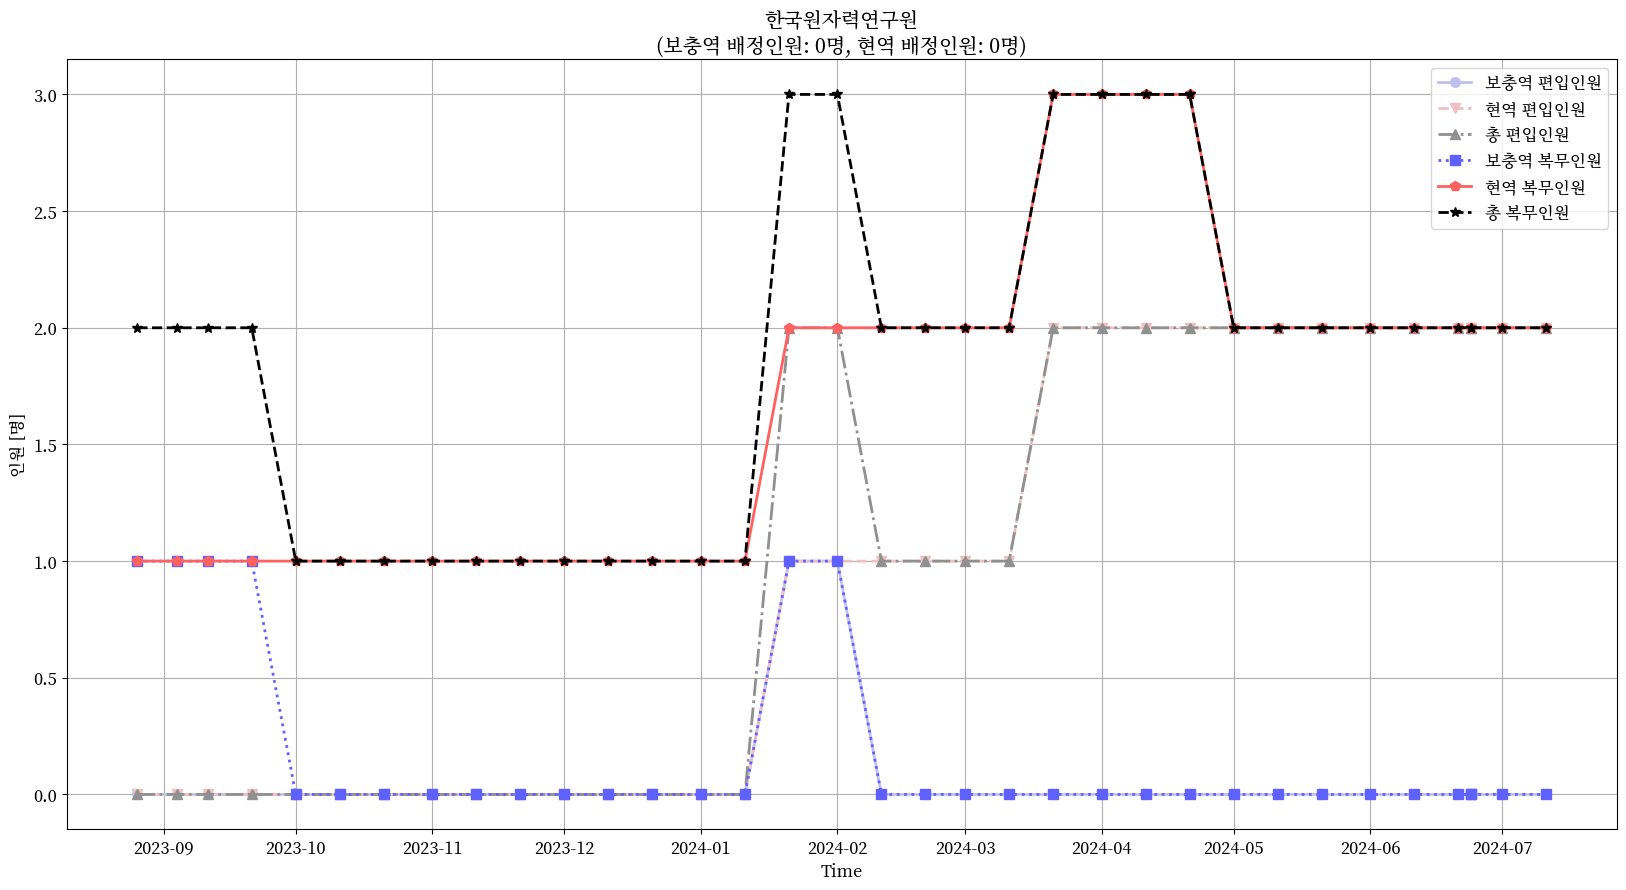 한국원자력연구원
(보충역 배정인원: 0명, 현역 배정인원: 0명)
보충역 편입인원
현역 편입인원
총 편입인원
보충역 복무인원
현역 복무인원
총 복무인원
인원 [명]
3.0
2.5
2.0
1.5
1.0
0.5
0.0
2023-09 2023-10 2023-11 2023-12 2024-01 2024-02 2024-03 2024-04 2024-05 2024-06 2024-07
Time